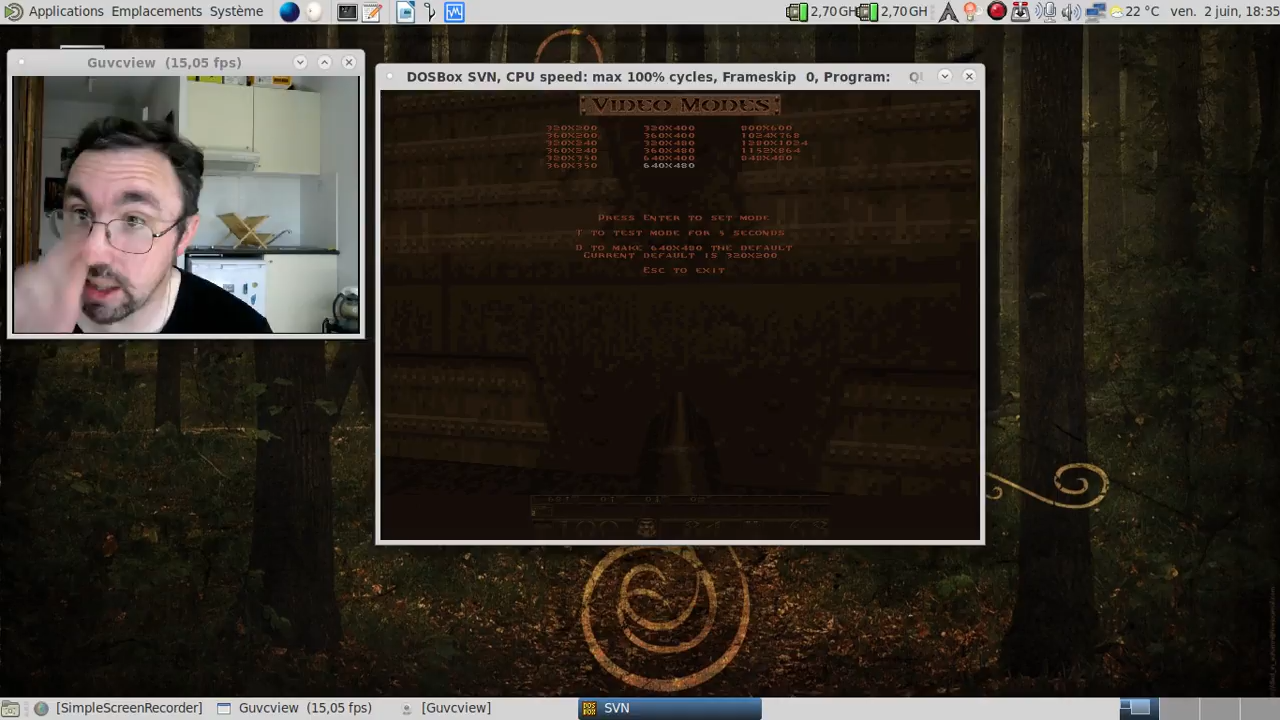 Applications Emplacements Système 2,70 GH 2,70 GH 22 °C ven. 2 juin, 18:35
Guvcview (15,05 fps)
DOSBox SVN, CPU speed: max 100% cycles, Frameskip 0, Program:
VIDEO MODES
320X200 320X400 800X600
360X200 360X400 1024X768
320X240 320X480 1280X1024
360X240 360X480 1152X864
320X350 640X400 848X480
360X350 640X480
PRESS ENTER TO SET MODE
T TO TEST MODE FOR 5 SECONDS
D TO MAKE 640X480 THE DEFAULT
CURRENT DEFAULT IS 320X200
ESC TO EXIT
[SimpleScreenRecorder] Guvcview (15,05 fps) [Guvcview] DOS BOX SVN